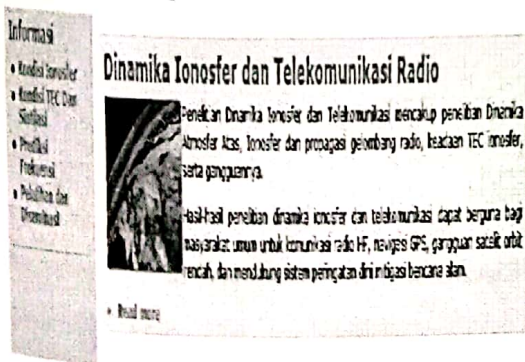 Informasi
• Kondisi Ionosfer
• Kondisi TEC Dan
Sintilasi
• Prediksi
Frekuensi
• Pelatihan dan
Diseminasi
Dinamika Ionosfer dan Telekomunikasi Radio
Penelitian Dinamika Ionosfer dan Telekomunikasi mencakup penelitian Dinamika
Atmosfer Atas, Ionosfer dan propagasi gelombang radio, keadaan TEC ionosfer,
serta gangguannya.
Hasil-hasil penelitian dinamika ionosfer dan telekomunikasi dapat berguna bagi
masyarakat umum untuk komunikasi radio HF, navigasi GPS, gangguan satelit orbit
rendah, dan mendukung sistem peringatan dini mitigasi bencana alam.
• Read more